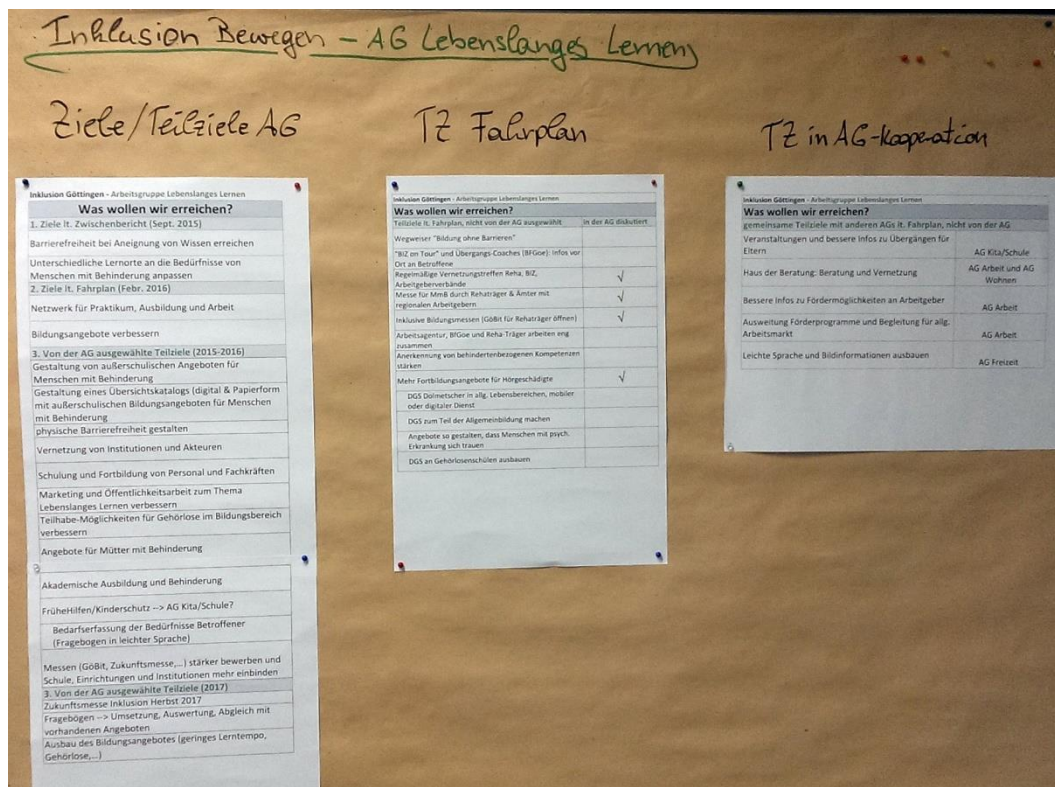 Inklusion Bewegen – AG Lebenslanges Lernen
Ziele/Teilziele AG
Inklusion Göttingen - Arbeitsgruppe Lebenslanges Lernen
Was wollen wir erreichen?
1. Ziele lt. Zwischenbericht (Sept. 2015)
Barrierefreiheit bei Aneignung von Wissen erreichen
Unterschiedliche Lernorte an die Bedürfnisse von
Menschen mit Behinderung anpassen
2. Ziele lt. Fahrplan (Febr. 2016)
Netzwerk für Praktikum, Ausbildung und Arbeit
Bildungsangebote verbessern
3. Von der AG ausgewählte Teilziele (2015-2016)
Gestaltung von außerschulischen Angeboten für
Menschen mit Behinderung
Gestaltung eines Übersichtskatalogs (digital & Papierform
mit außerschulischen Bildungsangeboten für Menschen
mit Behinderung
physische Barrierefreiheit gestalten
Vernetzung von Institutionen und Akteuren
Schulung und Fortbildung von Personal und Fachkräften
Marketing und Öffentlichkeitsarbeit zum Thema
Lebenslanges Lernen verbessern
Teilhabe-Möglichkeiten für Gehörlose im Bildungsbereich
verbessern
Angebote für Mütter mit Behinderung
Akademische Ausbildung und Behinderung
FrüheHilfen/Kinderschutz --> AG Kita/Schule?
Bedarfserfassung der Bedürfnisse Betroffener
(Fragebogen in leichter Sprache)
Messen (GöBit, Zukunftsmesse,...) stärker bewerben und
Schule, Einrichtungen und Institutionen mehr einbinden
3. Von der AG ausgewählte Teilziele (2017)
Zukunftsmesse Inklusion Herbst 2017
Fragebögen --> Umsetzung, Auswertung, Abgleich mit
vorhandenen Angeboten
Ausbau des Bildungsangebotes (geringes Lerntempo,
Gehörlose,...)
TZ Fahrplan
Inklusion Göttingen - Arbeitsgruppe Lebenslanges Lernen
Was wollen wir erreichen?
Teilziele lt. Fahrplan, nicht von der AG ausgewählt In der AG diskutiert
Wegweiser "Bildung ohne Barrieren"
"BIZ on Tour" und Übergangs-Coaches (BFGoe): Infos vor
Ort an Betroffene
Regelmäßige Vernetzungstreffen Reha, BIZ,
Arbeitgeberverbände √
Messe für MmB durch Rehaträger & Ämter mit
regionalen Arbeitgebern √
Inklusive Bildungsmessen (GöBit für Rehaträger öffnen) √
Arbeitsagentur, BfGoe und Reha-Träger arbeiten eng
zusammen
Anerkennung von behindertenbezogenen Kompetenzen
stärken
Mehr Fortbildungsangebote für Hörgeschädigte √
DGS Dolmetscher in allg. Lebensbereichen, mobiler
oder digitaler Dienst
DGS zum Teil der Allgemeinbildung machen
Angebote so gestalten, dass Menschen mit psych.
Erkrankung sich trauen
DGS an Gehörlosenschulen ausbauen
TZ in AG-Kooperation
Inklusion Göttingen - Arbeitsgruppe Lebenslanges Lernen
Was wollen wir erreichen?
gemeinsame Teilziele mit anderen AGs lt. Fahrplan, nicht von der AG
Veranstaltungen und bessere Infos zu Übergängen für
Eltern AG Kita/Schule
Haus der Beratung: Beratung und Vernetzung AG Arbeit und AG
Wohnen
Bessere Infos zu Fördermöglichkeiten an Arbeitgeber AG Arbeit
Ausweitung Förderprogramme und Begleitung für allg.
Arbeitsmarkt AG Arbeit
Leichte Sprache und Bildinformationen ausbauen AG Freizeit